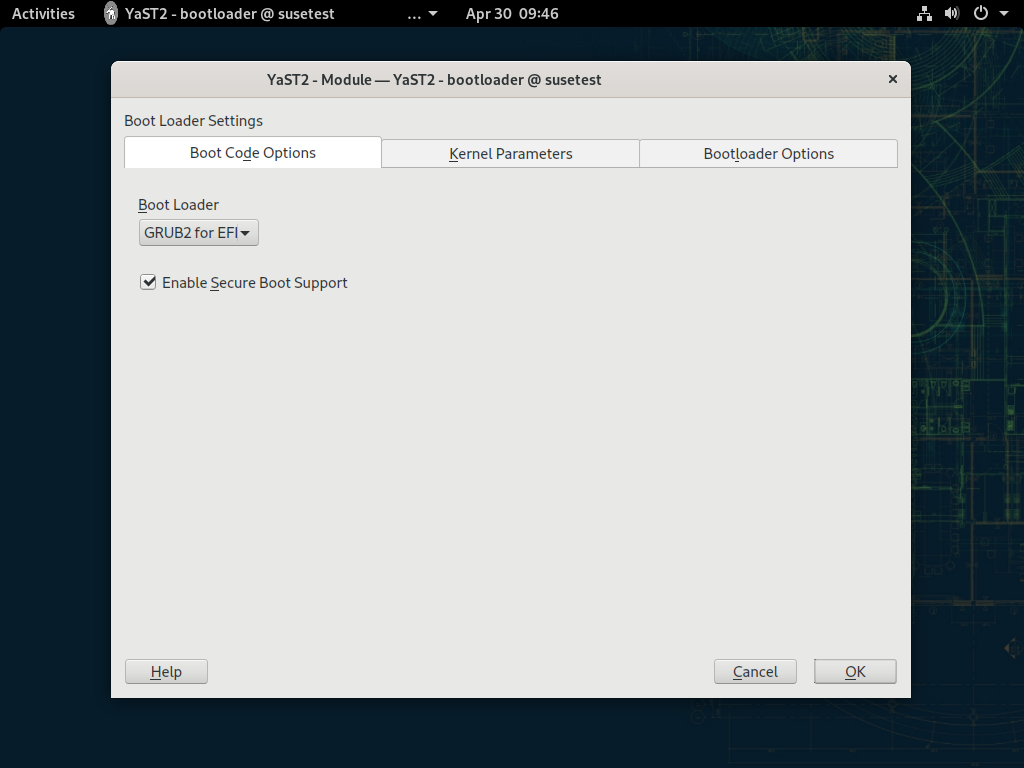 Activities YaST2 - bootloader @ susetest ... Apr 30 09:46
YaST2 - Module — YaST2 - bootloader @ susetest ×
Boot Loader Settings
Boot Code Options Kernel Parameters Bootloader Options
Boot Loader
GRUB2 for EFI
Enable Secure Boot Support
Help Cancel OK